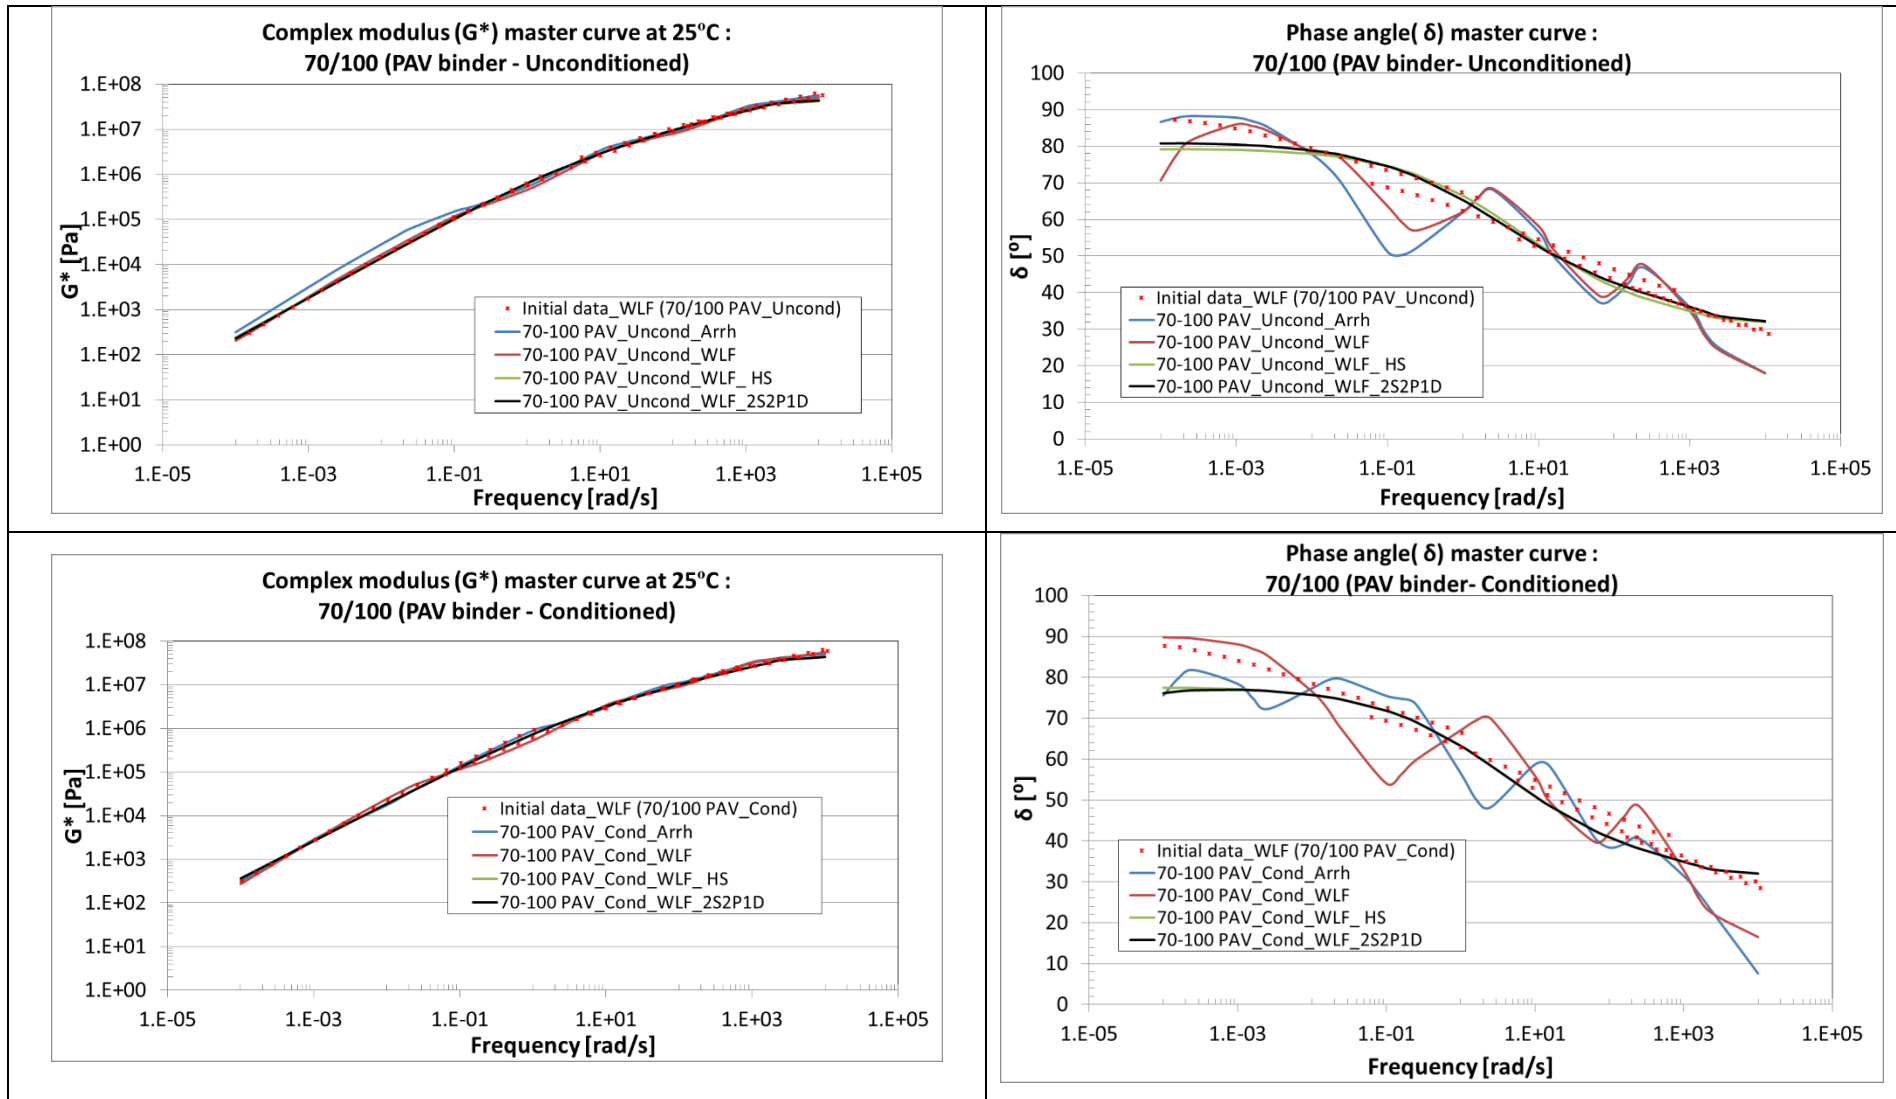 Complex modulus (G*) master curve at 25°C :
70/100 (PAV binder - Unconditioned)
1.E+08
1.E+07
1.E+06
1.E+05
1.E+04
1.E+03
1.E+02
1.E+01
1.E+00
G* [Pa]
Initial data_WLF (70/100 PAV_Uncond)
70-100 PAV_Uncond_Arrh
70-100 PAV_Uncond_WLF
70-100 PAV_Uncond_WLF_ HS
70-100 PAV_Uncond_WLF_2S2P1D
1.E-05 1.E-03 1.E-01 1.E+01 1.E+03 1.E+05
Frequency [rad/s]
Phase angle( δ) master curve :
70/100 (PAV binder- Unconditioned)
100
90
80
70
60
50
40
30
20
10
0
δ [º]
Initial data_WLF (70/100 PAV_Uncond)
70-100 PAV_Uncond_Arrh
70-100 PAV_Uncond_WLF
70-100 PAV_Uncond_WLF_ HS
70-100 PAV_Uncond_WLF_2S2P1D
1.E-05 1.E-03 1.E-01 1.E+01 1.E+03 1.E+05
Frequency [rad/s]
Complex modulus (G*) master curve at 25°C :
70/100 (PAV binder - Conditioned)
1.E+08
1.E+07
1.E+06
1.E+05
1.E+04
1.E+03
1.E+02
1.E+01
1.E+00
G* [Pa]
Initial data_WLF (70/100 PAV_Cond)
70-100 PAV_Cond_Arrh
70-100 PAV_Cond_WLF
70-100 PAV_Cond_WLF_ HS
70-100 PAV_Cond_WLF_2S2P1D
1.E-05 1.E-03 1.E-01 1.E+01 1.E+03 1.E+05
Frequency [rad/s]
Phase angle( δ) master curve :
70/100 (PAV binder- Conditioned)
100
90
80
70
60
50
40
30
20
10
0
δ [º]
Initial data_WLF (70/100 PAV_Cond)
70-100 PAV_Cond_Arrh
70-100 PAV_Cond_WLF
70-100 PAV_Cond_WLF_ HS
70-100 PAV_Cond_WLF_2S2P1D
1.E-05 1.E-03 1.E-01 1.E+01 1.E+03 1.E+05
Frequency [rad/s]